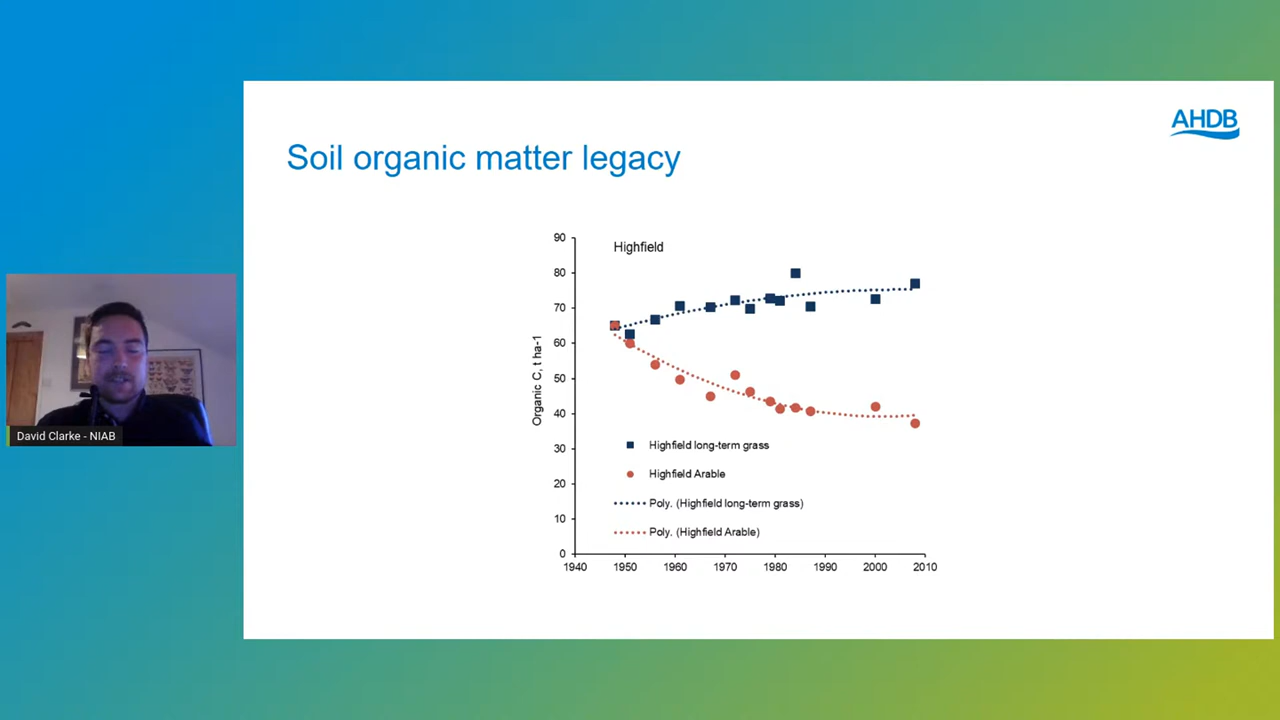 AHDB
Soil organic matter legacy
Highfield
Organic C, t ha-1
90
80
70
60
50
40
30
20
10
0
1940 1950 1960 1970 1980 1990 2000 2010
Highfield long-term grass
Highfield Arable
Poly. (Highfield long-term grass)
Poly. (Highfield Arable)
David Clarke - NIAB